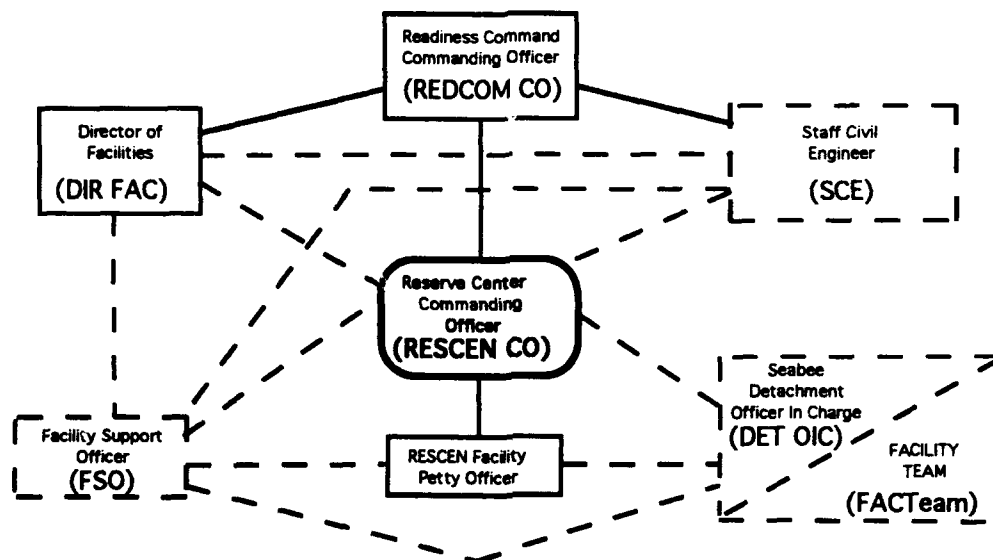 Readiness Command
Commanding Officer
(REDCOM CO)
Director of
Facilities
(DIR FAC)
Staff Civil
Engineer
(SCE)
Reserve Center
Commanding
Officer
(RESCEN CO)
Seabee
Detachment
Officer In Charge
(DET OIC)
FACILITY
TEAM
(FACTeam)
Facility Support
Officer
(FSO)
RESCEN Facility
Petty Officer